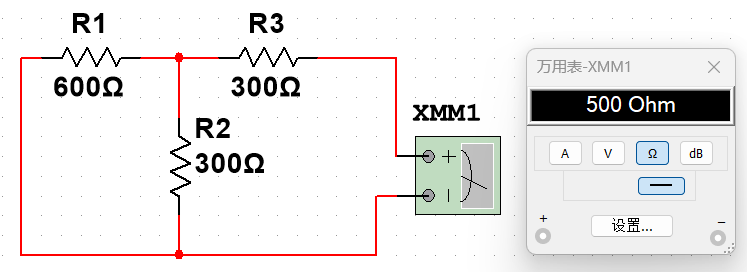 R1
R3
600Ω
300Ω
R2
300Ω
XMM1
+
−
万用表-XMM1
500 Ohm
A
V
Ω
dB
+
设置...
−